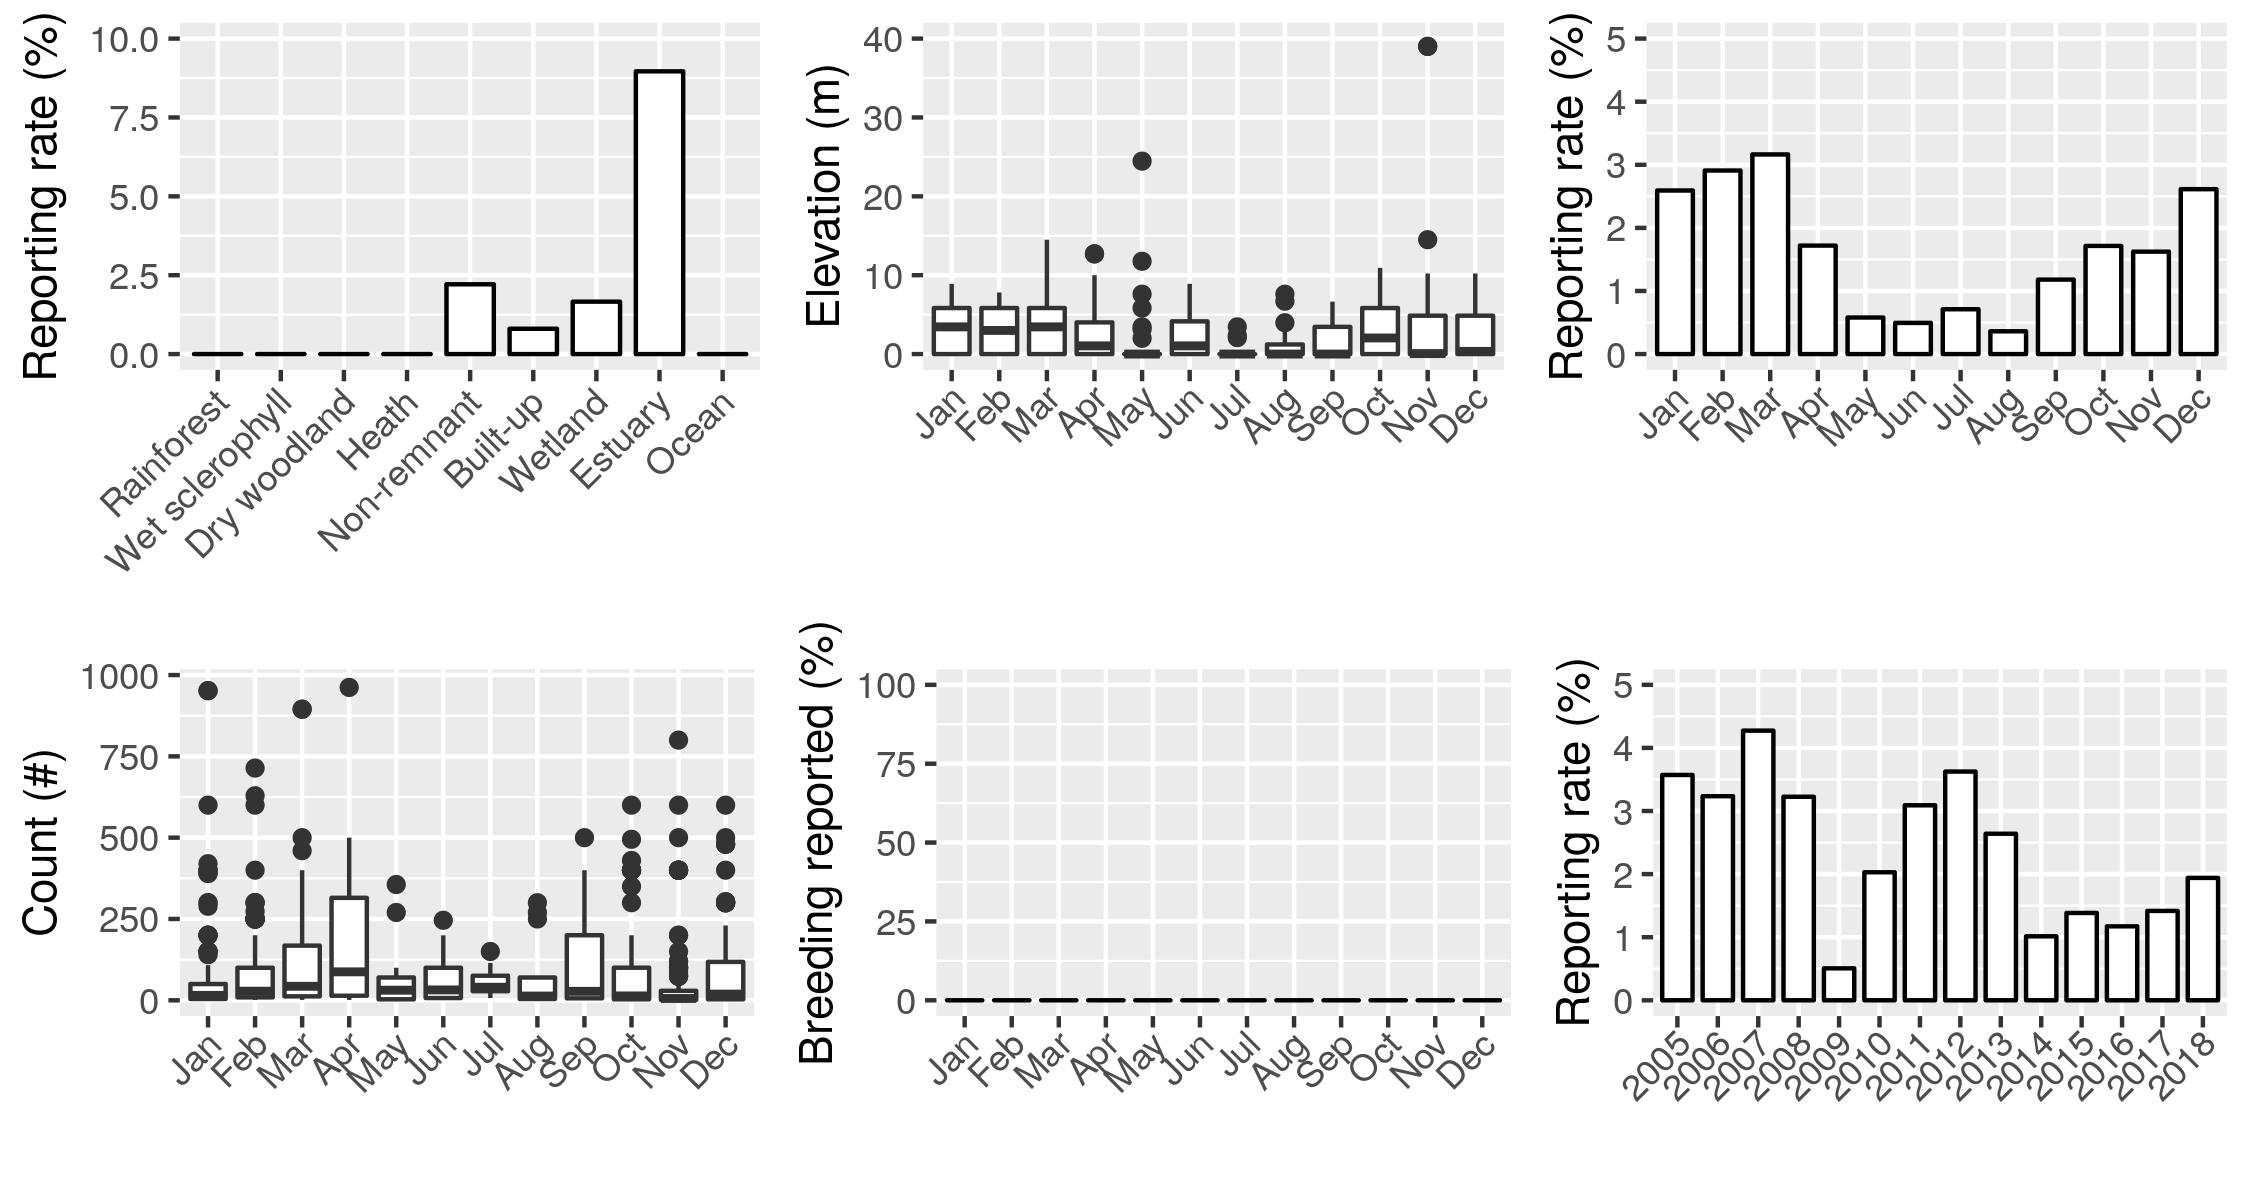 Reporting rate (%)
10.0
7.5
5.0
2.5
0.0
Rainforest
Wet sclerophyll
Dry woodland
Heath
Non-remnant
Built-up
Wetland
Estuary
Ocean
Elevation (m)
40
30
20
10
0
Jan
Feb
Mar
Apr
May
Jun
Jul
Aug
Sep
Oct
Nov
Dec
Reporting rate (%)
5
4
3
2
1
0
Jan
Feb
Mar
Apr
May
Jun
Jul
Aug
Sep
Oct
Nov
Dec
Count (#)
1000
750
500
250
0
Jan
Feb
Mar
Apr
May
Jun
Jul
Aug
Sep
Oct
Nov
Dec
Breeding reported (%)
100
75
50
25
0
Jan
Feb
Mar
Apr
May
Jun
Jul
Aug
Sep
Oct
Nov
Dec
Reporting rate (%)
5
4
3
2
1
0
2005
2006
2007
2008
2009
2010
2011
2012
2013
2014
2015
2016
2017
2018